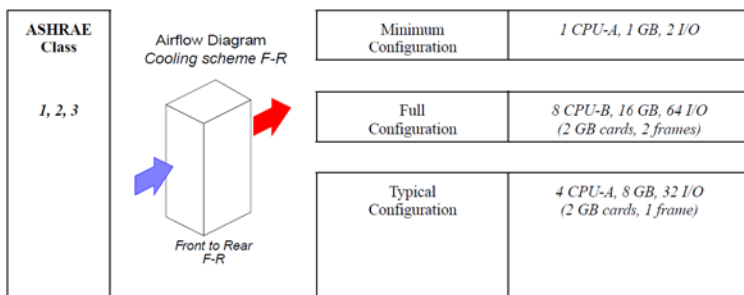 ASHRAE
Class
1, 2, 3
Airflow Diagram
Cooling scheme F-R
Front to Rear
F-R
Minimum
Configuration
1 CPU-A, 1 GB, 2 I/O
Full
Configuration
8 CPU-B, 16 GB, 64 I/O
(2 GB cards, 2 frames)
Typical
Configuration
4 CPU-A, 8 GB, 32 I/O
(2 GB cards, 1 frame)